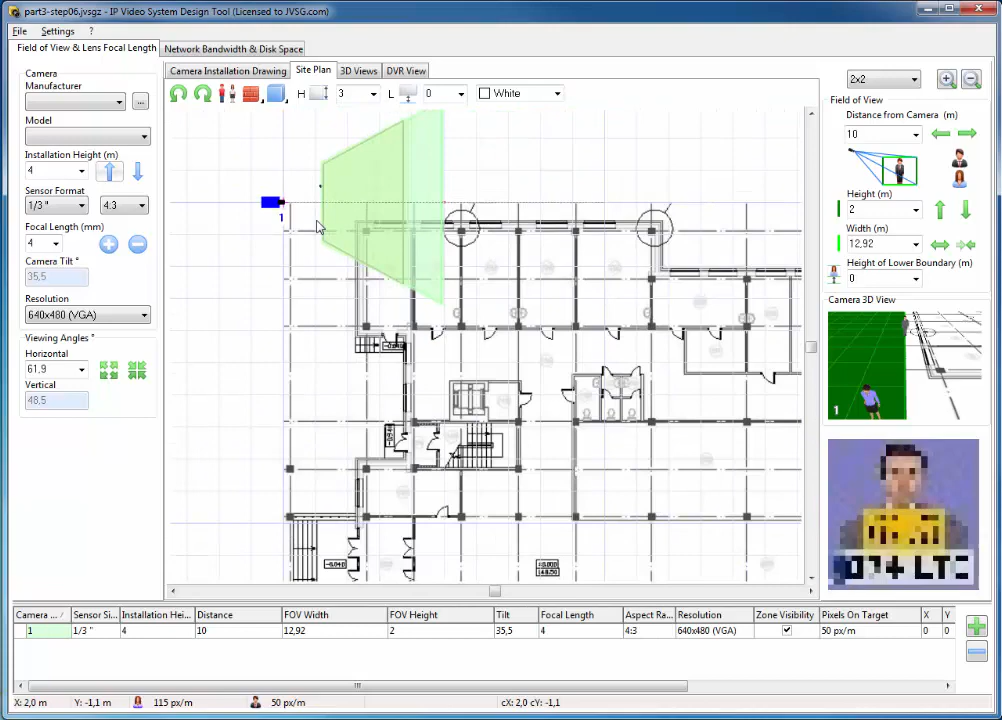 part3-step06.jvsgz - IP Video System Design Tool (Licensed to JVSG.com)
File Settings ?
Field of View & Lens Focal Length Network Bandwidth & Disk Space
Camera
Manufacturer
...
Model
Installation Height (m)
4
Sensor Format
1/3 " 4:3
Focal Length (mm)
4
Camera Tilt °
35,5
Resolution
640x480 (VGA)
Viewing Angles °
Horizontal
61,9
Vertical
48,5
Camera Installation Drawing Site Plan 3D Views DVR View
H 3 L 0 White
1
2x2
Field of View
Distance from Camera (m)
10
Height (m)
2
Width (m)
12,92
Height of Lower Boundary (m)
0
Camera 3D View
1
Camera ... Sensor Si... Installation Hei... Distance FOV Width FOV Height Tilt Focal Length Aspect Ra... Resolution Zone Visibility Pixels On Target X Y
1 1/3 " 4 10 12,92 2 35,5 4 4:3 640x480 (VGA) 50 px/m 0 0
X: 2,0 m Y: -1,1 m 115 px/m 50 px/m cX: 2,0 cY: -1,1